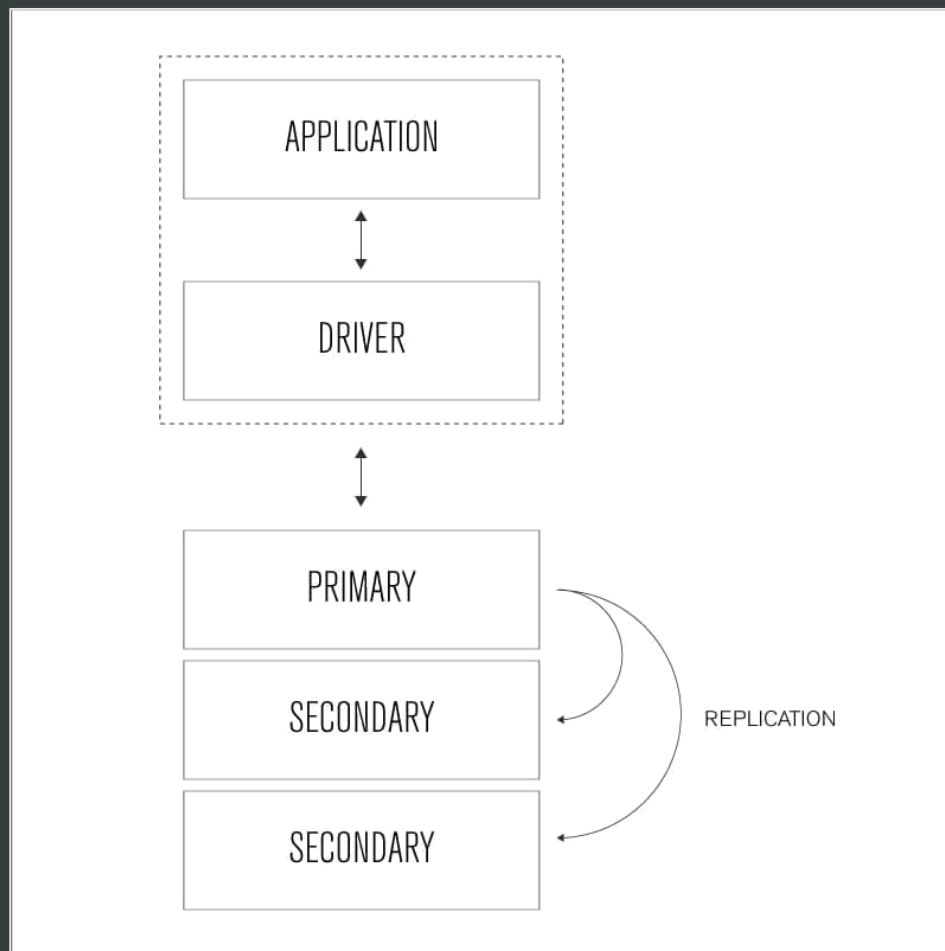 APPLICATION
DRIVER
PRIMARY
SECONDARY
REPLICATION
SECONDARY